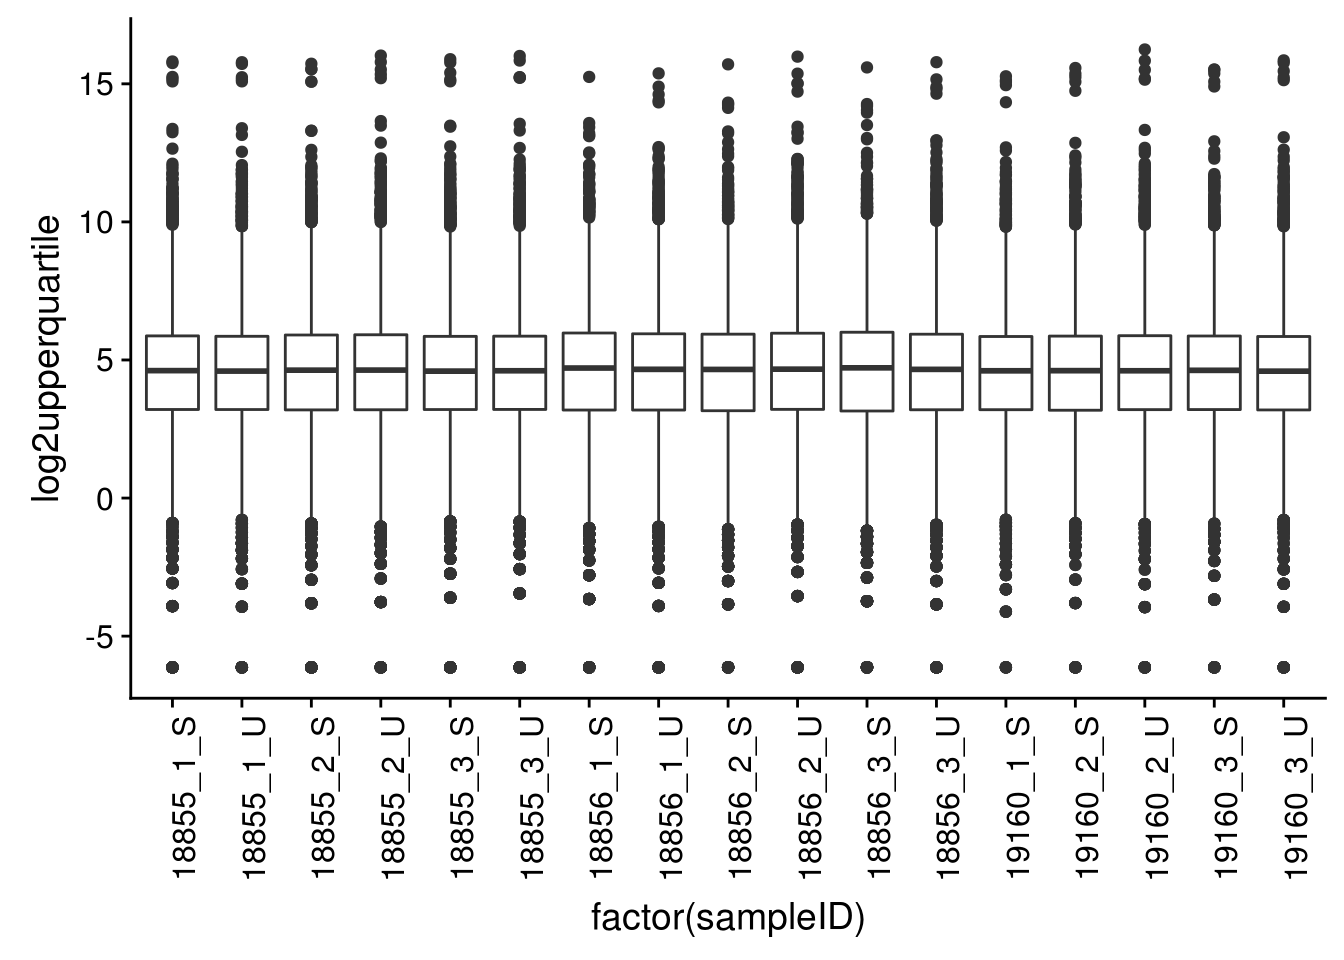 log2upperquartile
15
10
5
0
-5
18855_1_S
18855_1_U
18855_2_S
18855_2_U
18855_3_S
18855_3_U
18856_1_S
18856_1_U
18856_2_S
18856_2_U
18856_3_S
18856_3_U
19160_1_S
19160_2_S
19160_2_U
19160_3_S
19160_3_U
factor(sampleID)